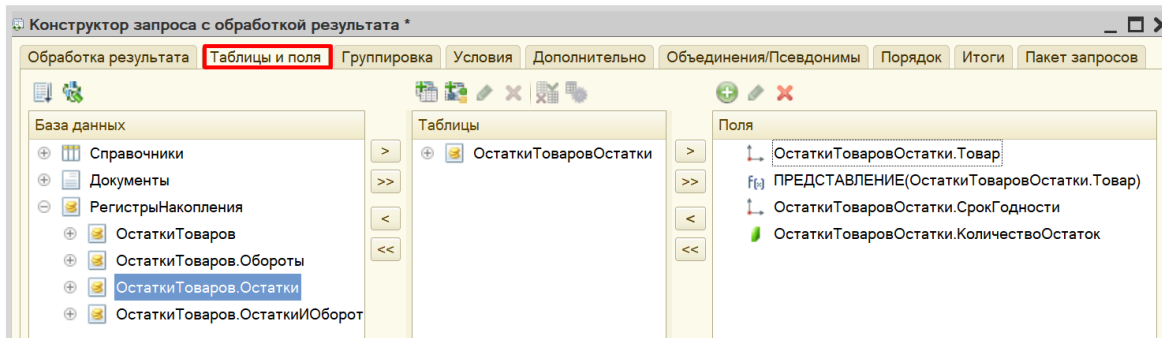 Конструктор запроса с обработкой результата *
Обработка результата Таблицы и поля Группировка Условия Дополнительно Объединения/Псевдонимы Порядок Итоги Пакет запросов
База данных Таблицы Поля
Справочники > ОстаткиТоваровОстатки > ОстаткиТоваровОстатки.Товар
Документы >> >> F(x) ПРЕДСТАВЛЕНИЕ(ОстаткиТоваровОстатки.Товар)
РегистрыНакопления ОстаткиТоваровОстатки.СрокГодности
ОстаткиТоваров < < ОстаткиТоваровОстатки.КоличествоОстаток
ОстаткиТоваров.Обороты << <<
ОстаткиТоваров.Остатки
ОстаткиТоваров.ОстаткиИОборот